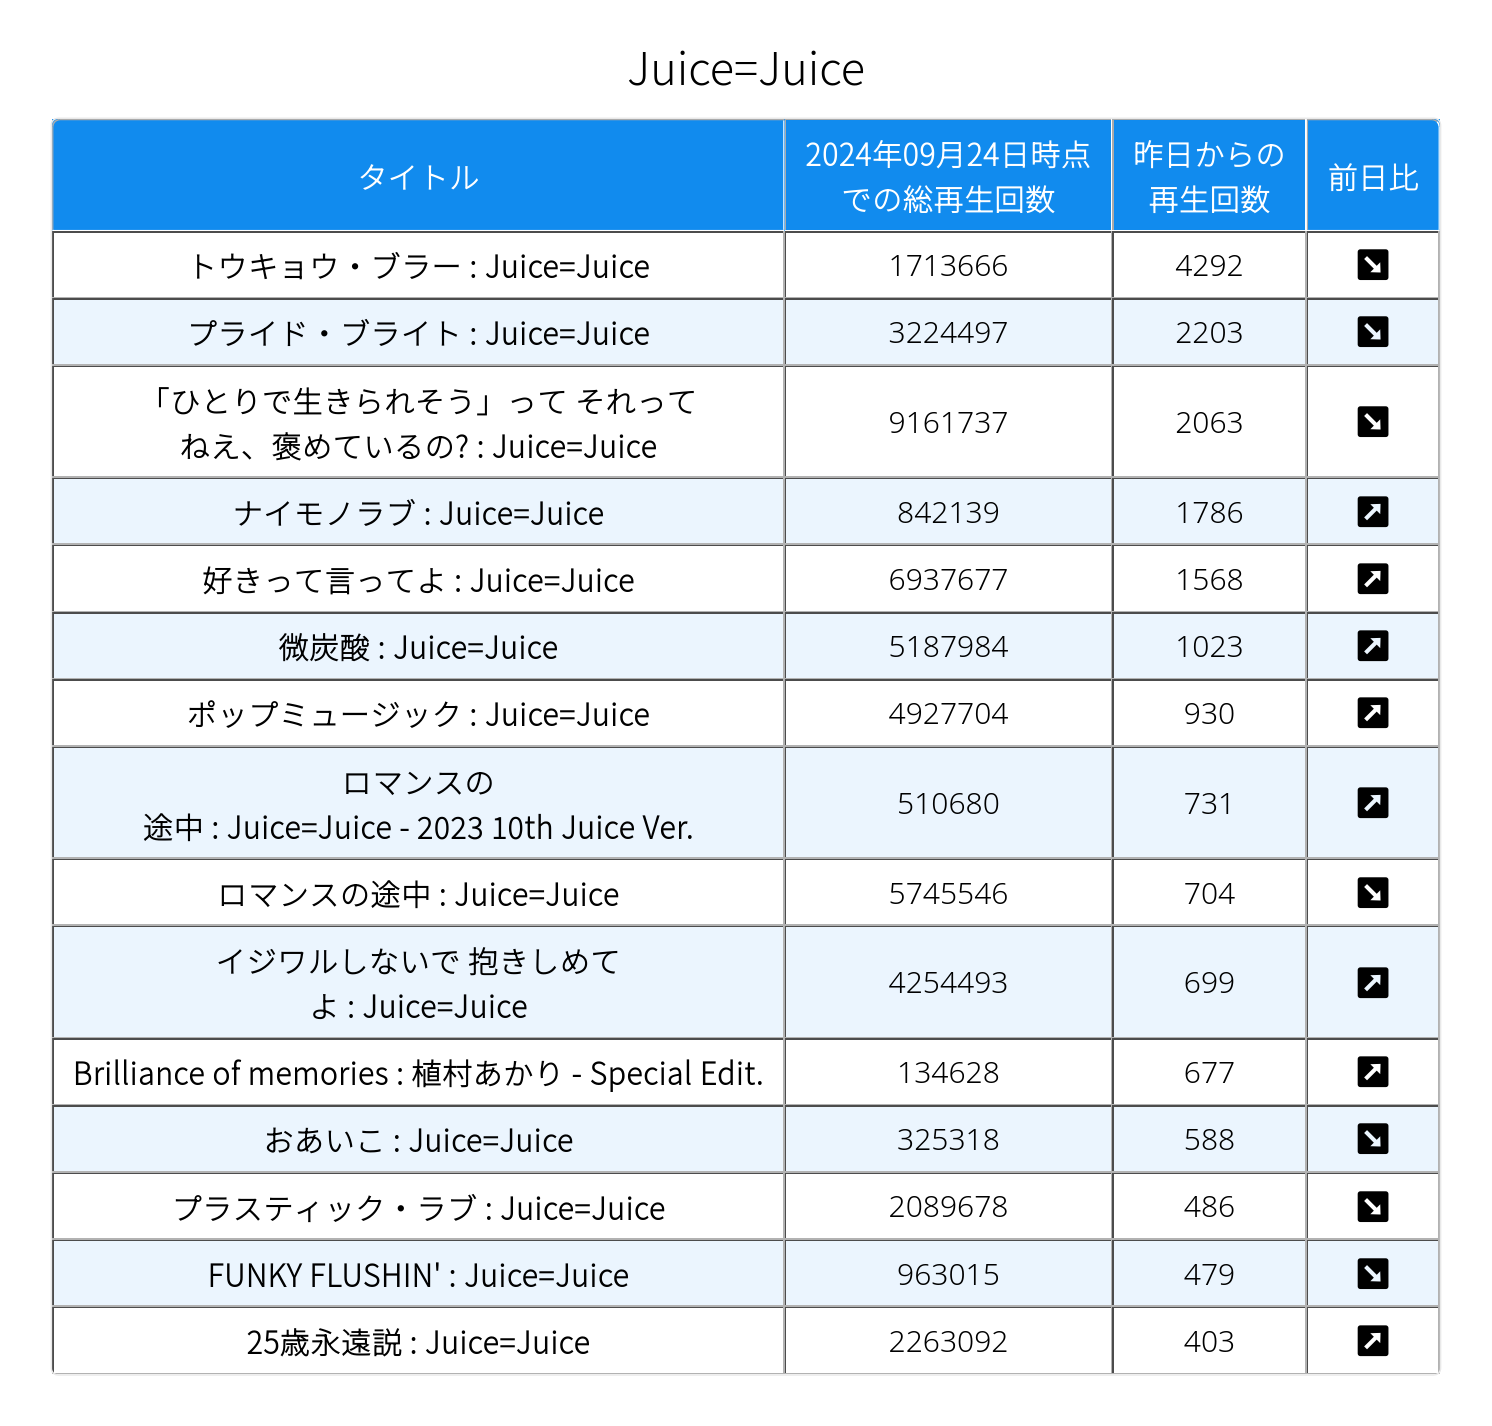 Juice=Juice
タイトル
2024年09月24日時点
での総再生回数
昨日からの
再生回数
前日比
トウキョウ・ブラー : Juice=Juice 1713666 4292
プライド・ブライト : Juice=Juice 3224497 2203
「ひとりで生きられそう」って それって
ねえ、褒めているの? : Juice=Juice
9161737 2063
ナイモノラブ : Juice=Juice 842139 1786
好きって言ってよ : Juice=Juice 6937677 1568
微炭酸 : Juice=Juice 5187984 1023
ポップミュージック : Juice=Juice 4927704 930
ロマンスの
途中 : Juice=Juice - 2023 10th Juice Ver.
510680 731
ロマンスの途中 : Juice=Juice 5745546 704
イジワルしないで 抱きしめて
よ : Juice=Juice
4254493 699
Brilliance of memories : 植村あかり - Special Edit. 134628 677
おあいこ : Juice=Juice 325318 588
プラスティック・ラブ : Juice=Juice 2089678 486
FUNKY FLUSHIN' : Juice=Juice 963015 479
25歳永遠説 : Juice=Juice 2263092 403